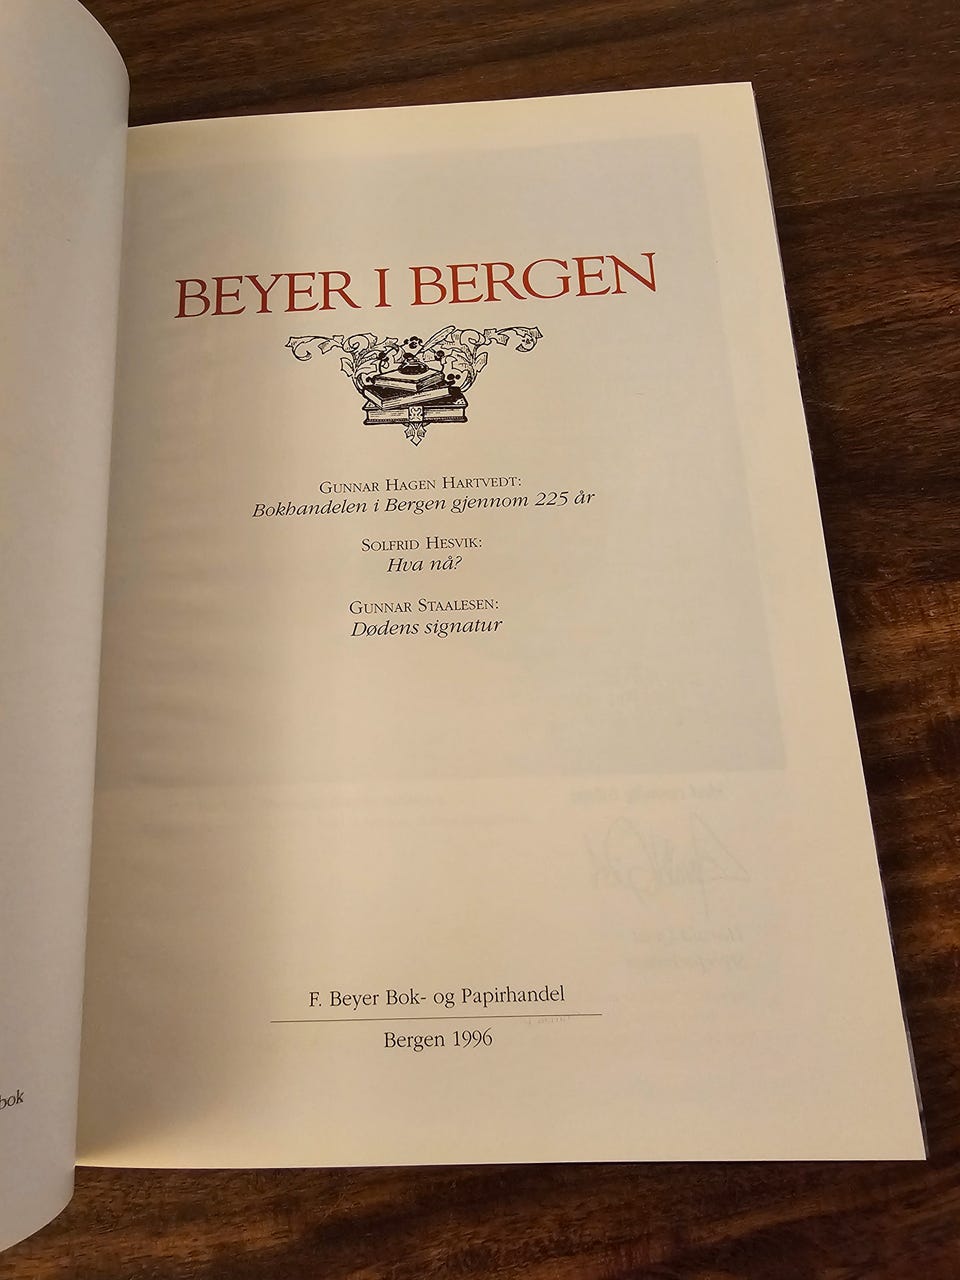 BEYER I BERGEN
GUNNAR HAGEN HARTVEDT:
Bokhandelen i Bergen gjennom 225 år
SOLFRID HESVIK:
Hva nå?
GUNNAR STAALESEN:
Dødens signatur
F. Beyer Bok- og Papirhandel
Bergen 1996
bok